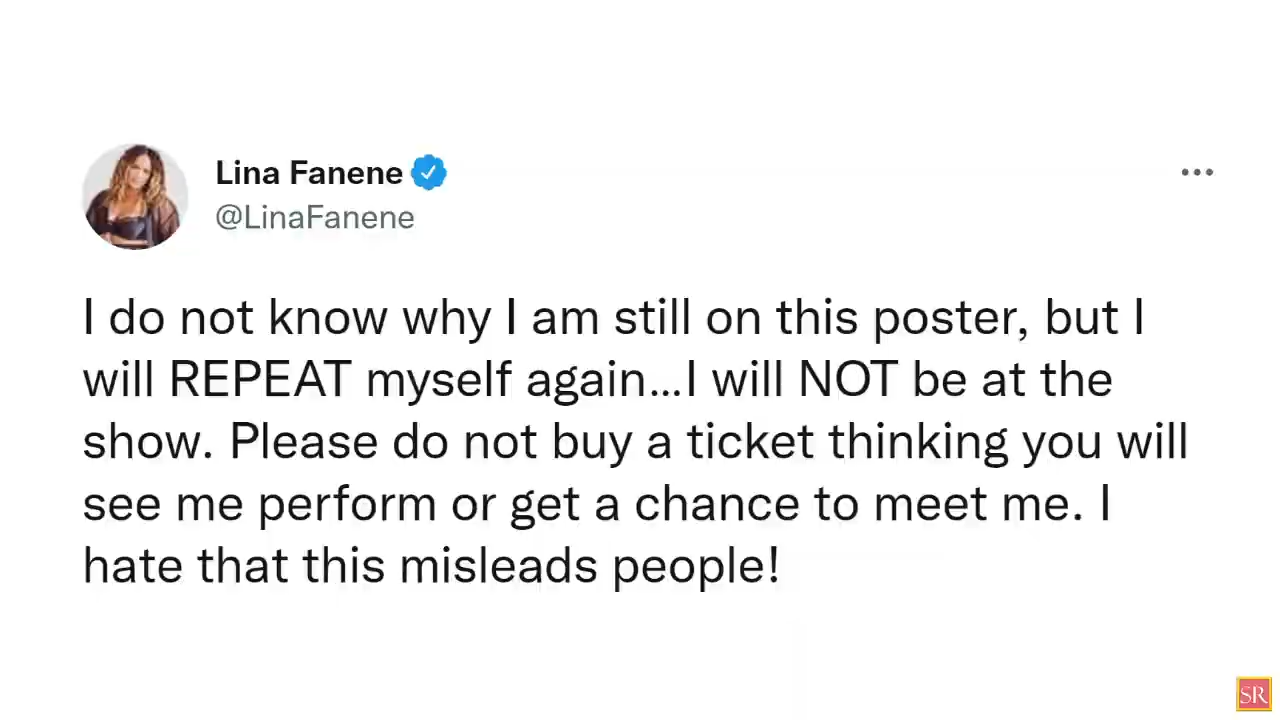 Lina Fanene
@LinaFanene
I do not know why I am still on this poster, but I
will REPEAT myself again...I will NOT be at the
show. Please do not buy a ticket thinking you will
see me perform or get a chance to meet me. I
hate that this misleads people!
SR